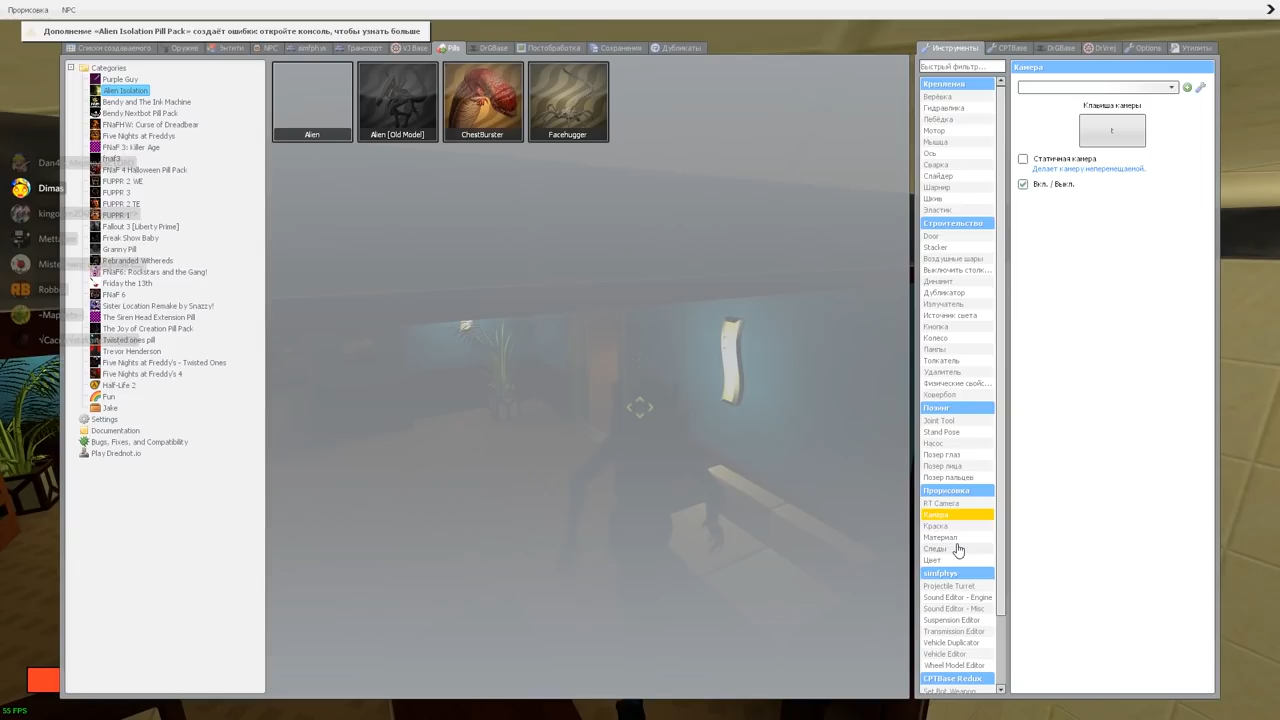 Прорисовка NPC
Дополнение «Alien Isolation Pill Pack» создаёт ошибки: откройте консоль, чтобы узнать больше
Списки создаваемого Оружие Энтити NPC simfphys Транспорт VJ Base Pills DrGBase Постобработка Сохранения Дубликаты
Categories
Purple Guy
Alien Isolation
Bendy and The Ink Machine
Bendy Nextbot Pill Pack
FNaFHW: Curse of Dreadbear
Five Nights at Freddys
FNaF 3: killer Age
fnaf3
FNaF 4 Halloween Pill Pack
FUPPR 2 WE
FUPPR 3
FUPPR 2 TE
FUPPR 1
Fallout 3 [Liberty Prime]
Freak Show Baby
Granny Pill
Rebranded Withereds
FNaF6: Rockstars and the Gang!
Friday the 13th
FNaF 6
Sister Location Remake by Snazzy!
The Siren Head Extension Pill
The Joy of Creation Pill Pack
Twisted ones pill
Trevor Henderson
Five Nights at Freddy's - Twisted Ones
Five Nights at Freddy's 4
Half-Life 2
Fun
Jake
Settings
Documentation
Bugs, Fixes, and Compatibility
Play Drednot.io
Dimas
Alien
Alien [Old Model]
ChestBurster
Facehugger
Инструменты CPTBase DrGBase DrVrej Options Утилиты
Быстрый фильтр...
Крепления
Верёвка
Гидравлика
Лебёдка
Мотор
Мышца
Ось
Сварка
Слайдер
Шарнир
Шкив
Эластик
Строительство
Door
Stacker
Воздушные шары
Выключить столк...
Динамит
Дубликатор
Излучатель
Источник света
Кнопка
Колесо
Лампы
Толкатель
Удалитель
Физические свойс...
Ховербол
Позинг
Joint Tool
Stand Pose
Насос
Позер глаз
Позер лица
Позер пальцев
Прорисовка
RT Camera
Камера
Краска
Материал
Следы
Цвет
simfphys
Projectile Turret
Sound Editor - Engine
Sound Editor - Misc
Suspension Editor
Transmission Editor
Vehicle Duplicator
Vehicle Editor
Wheel Model Editor
CPTBase Redux
Set Bot Weapon
Камера
Клавиша камеры
t
Статичная камера
Делает камеру неперемещаемой.
Вкл. / Выкл.
55 FPS